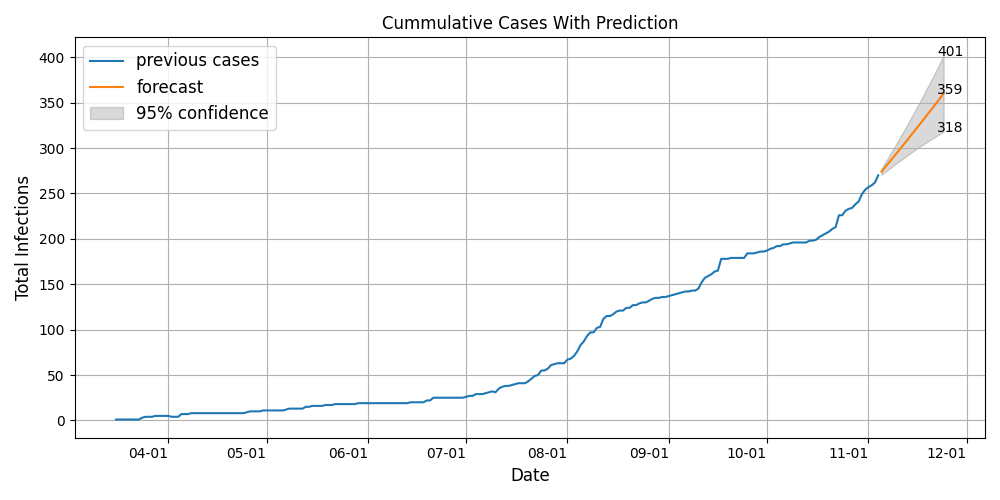 Cummulative Cases With Prediction
previous cases
forecast
95% confidence
401
359
318
Total Infections
400
350
300
250
200
150
100
50
0
04-01 05-01 06-01 07-01 08-01 09-01 10-01 11-01 12-01
Date